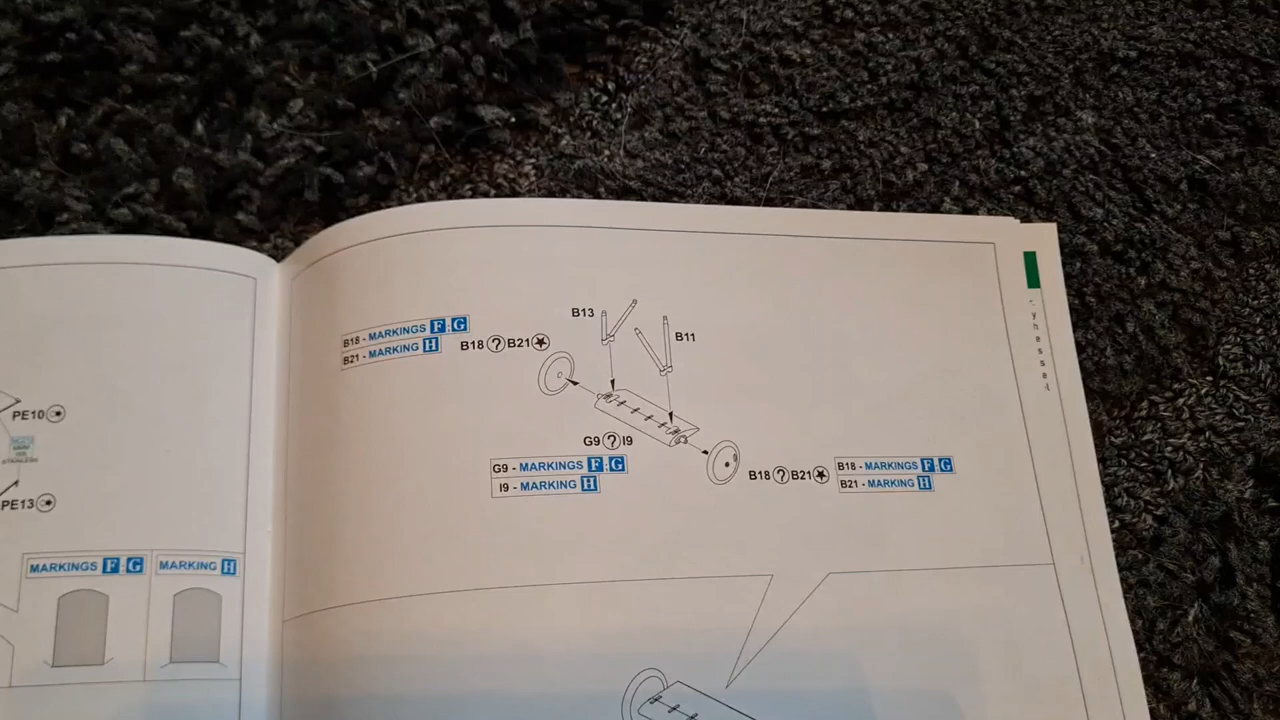 PE10
PE13
MARKINGS F G
MARKING H
B18 - MARKINGS F G
B21 - MARKING H
B18 ? B21
B13
B11
G9 ? I9
G9 - MARKINGS F G
I9 - MARKING H
B18 ? B21
B18 - MARKINGS F G
B21 - MARKING H